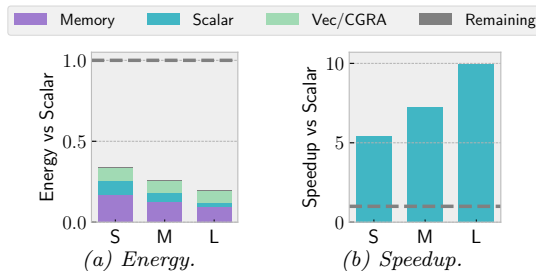 Memory Scalar Vec/CGRA Remaining
Energy vs Scalar
1.0
0.5
0.0
S M L
(a) Energy.
Speedup vs Scalar
10
5
0
S M L
(b) Speedup.